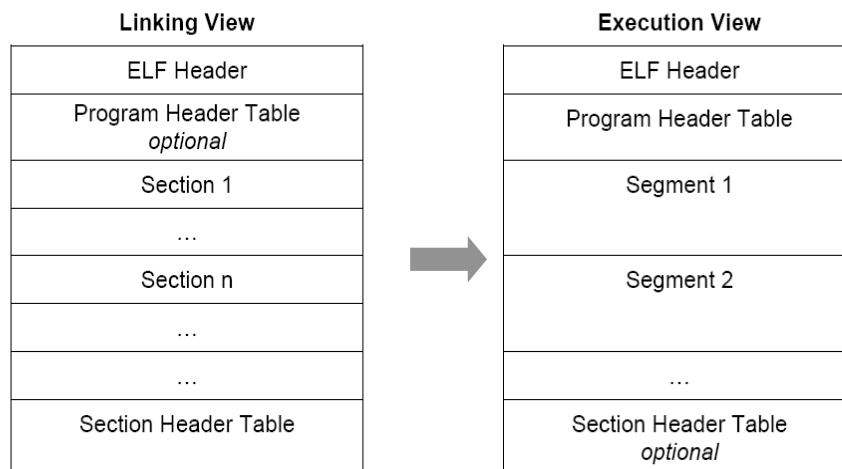 Linking View
ELF Header
Program Header Table
optional
Section 1
…
Section n
…
…
Section Header Table
Execution View
ELF Header
Program Header Table
Segment 1
Segment 2
…
Section Header Table
optional